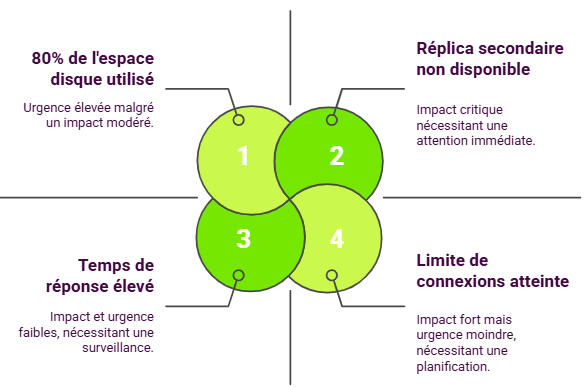 80% de l'espace
disque utilisé
Urgence élevée malgré
un impact modéré.
Réplica secondaire
non disponible
Impact critique
nécessitant une
attention immédiate.
1
2
3
4
Temps de
réponse élevé
Impact et urgence
faibles, nécessitant une
surveillance.
Limite de
connexions atteinte
Impact fort mais
urgence moindre,
nécessitant une
planification.